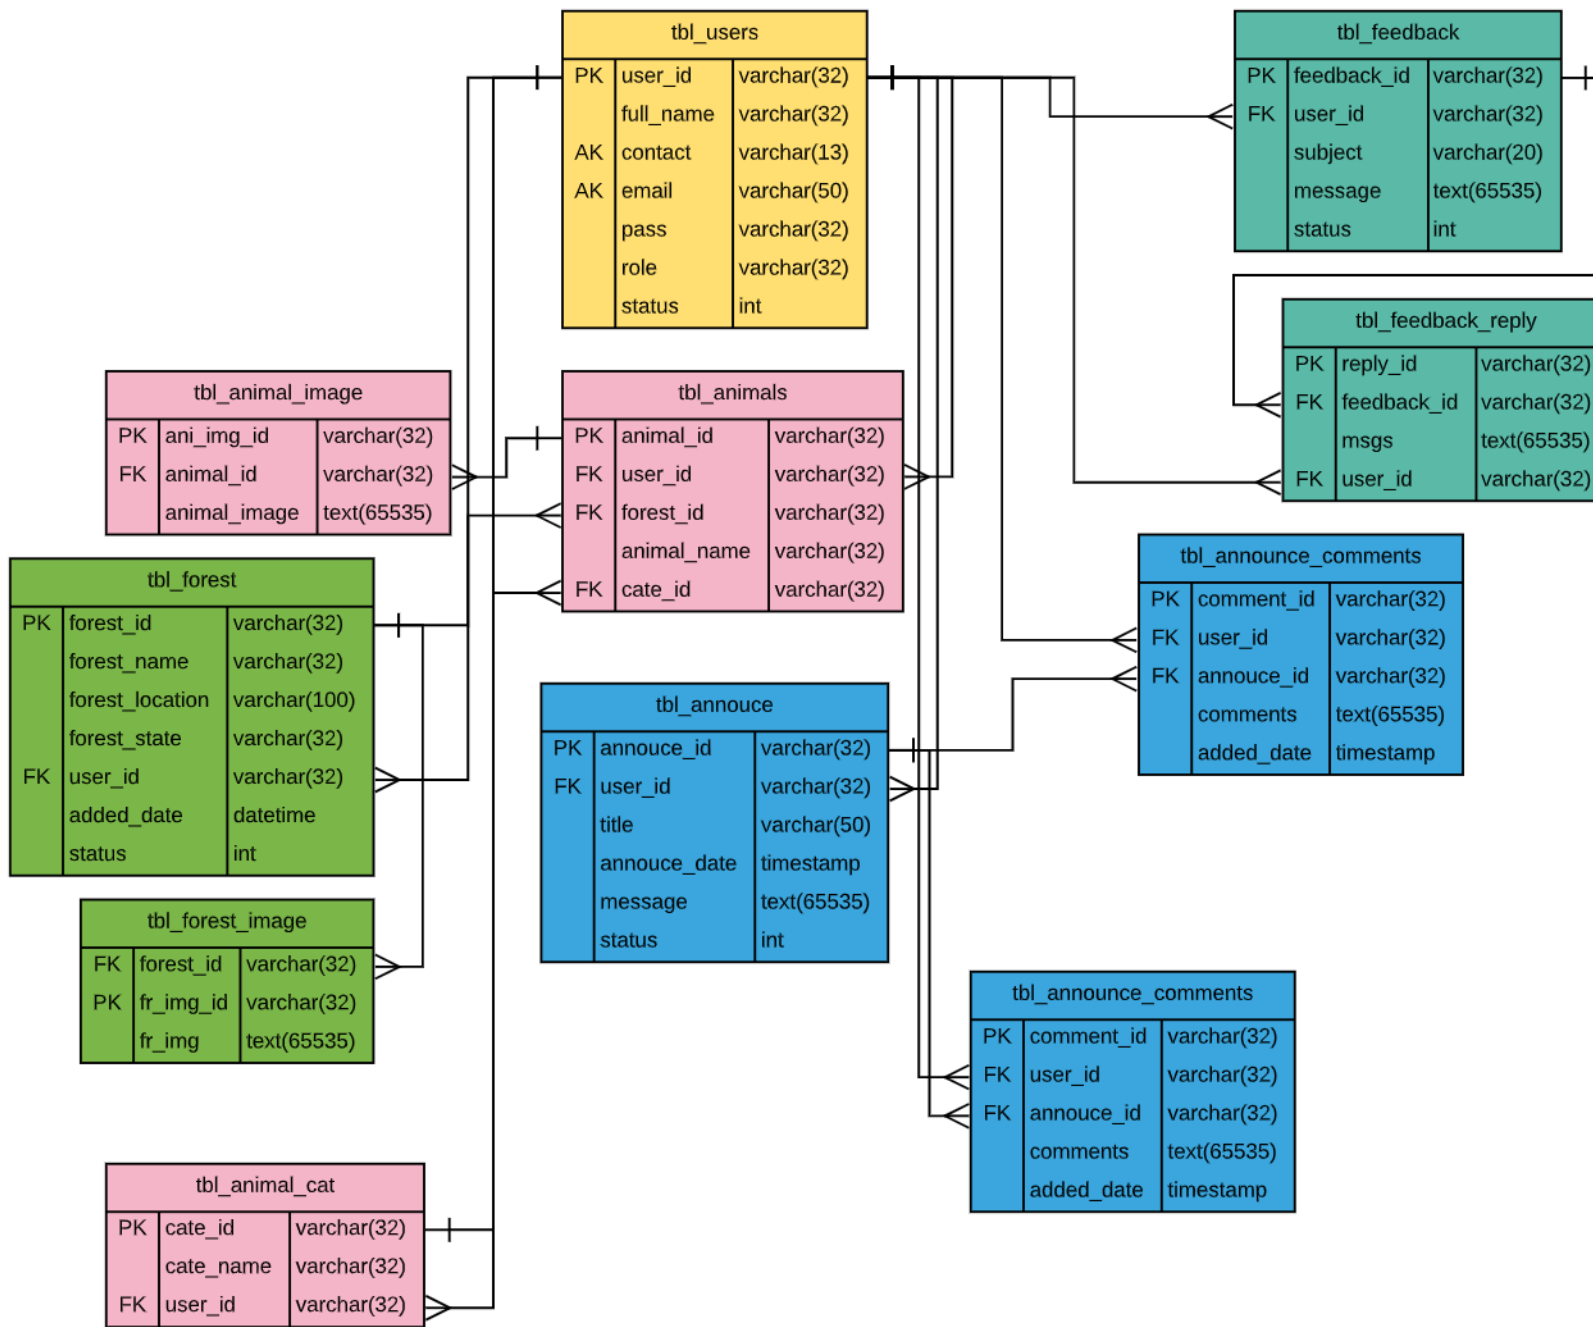 tbl_users
PK user_id varchar(32)
full_name varchar(32)
AK contact varchar(13)
AK email varchar(50)
pass varchar(32)
role varchar(32)
status int
tbl_feedback
PK feedback_id varchar(32)
FK user_id varchar(32)
subject varchar(20)
message text(65535)
status int
tbl_feedback_reply
PK reply_id varchar(32)
FK feedback_id varchar(32)
msgs text(65535)
FK user_id varchar(32)
tbl_animal_image
PK ani_img_id varchar(32)
FK animal_id varchar(32)
animal_image text(65535)
tbl_animals
PK animal_id varchar(32)
FK user_id varchar(32)
FK forest_id varchar(32)
animal_name varchar(32)
FK cate_id varchar(32)
tbl_forest
PK forest_id varchar(32)
forest_name varchar(32)
forest_location varchar(100)
forest_state varchar(32)
FK user_id varchar(32)
added_date datetime
status int
tbl_announce_comments
PK comment_id varchar(32)
FK user_id varchar(32)
FK annouce_id varchar(32)
comments text(65535)
added_date timestamp
tbl_annouce
PK annouce_id varchar(32)
FK user_id varchar(32)
title varchar(50)
annouce_date timestamp
message text(65535)
status int
tbl_forest_image
FK forest_id varchar(32)
PK fr_img_id varchar(32)
fr_img text(65535)
tbl_announce_comments
PK comment_id varchar(32)
FK user_id varchar(32)
FK annouce_id varchar(32)
comments text(65535)
added_date timestamp
tbl_animal_cat
PK cate_id varchar(32)
cate_name varchar(32)
FK user_id varchar(32)